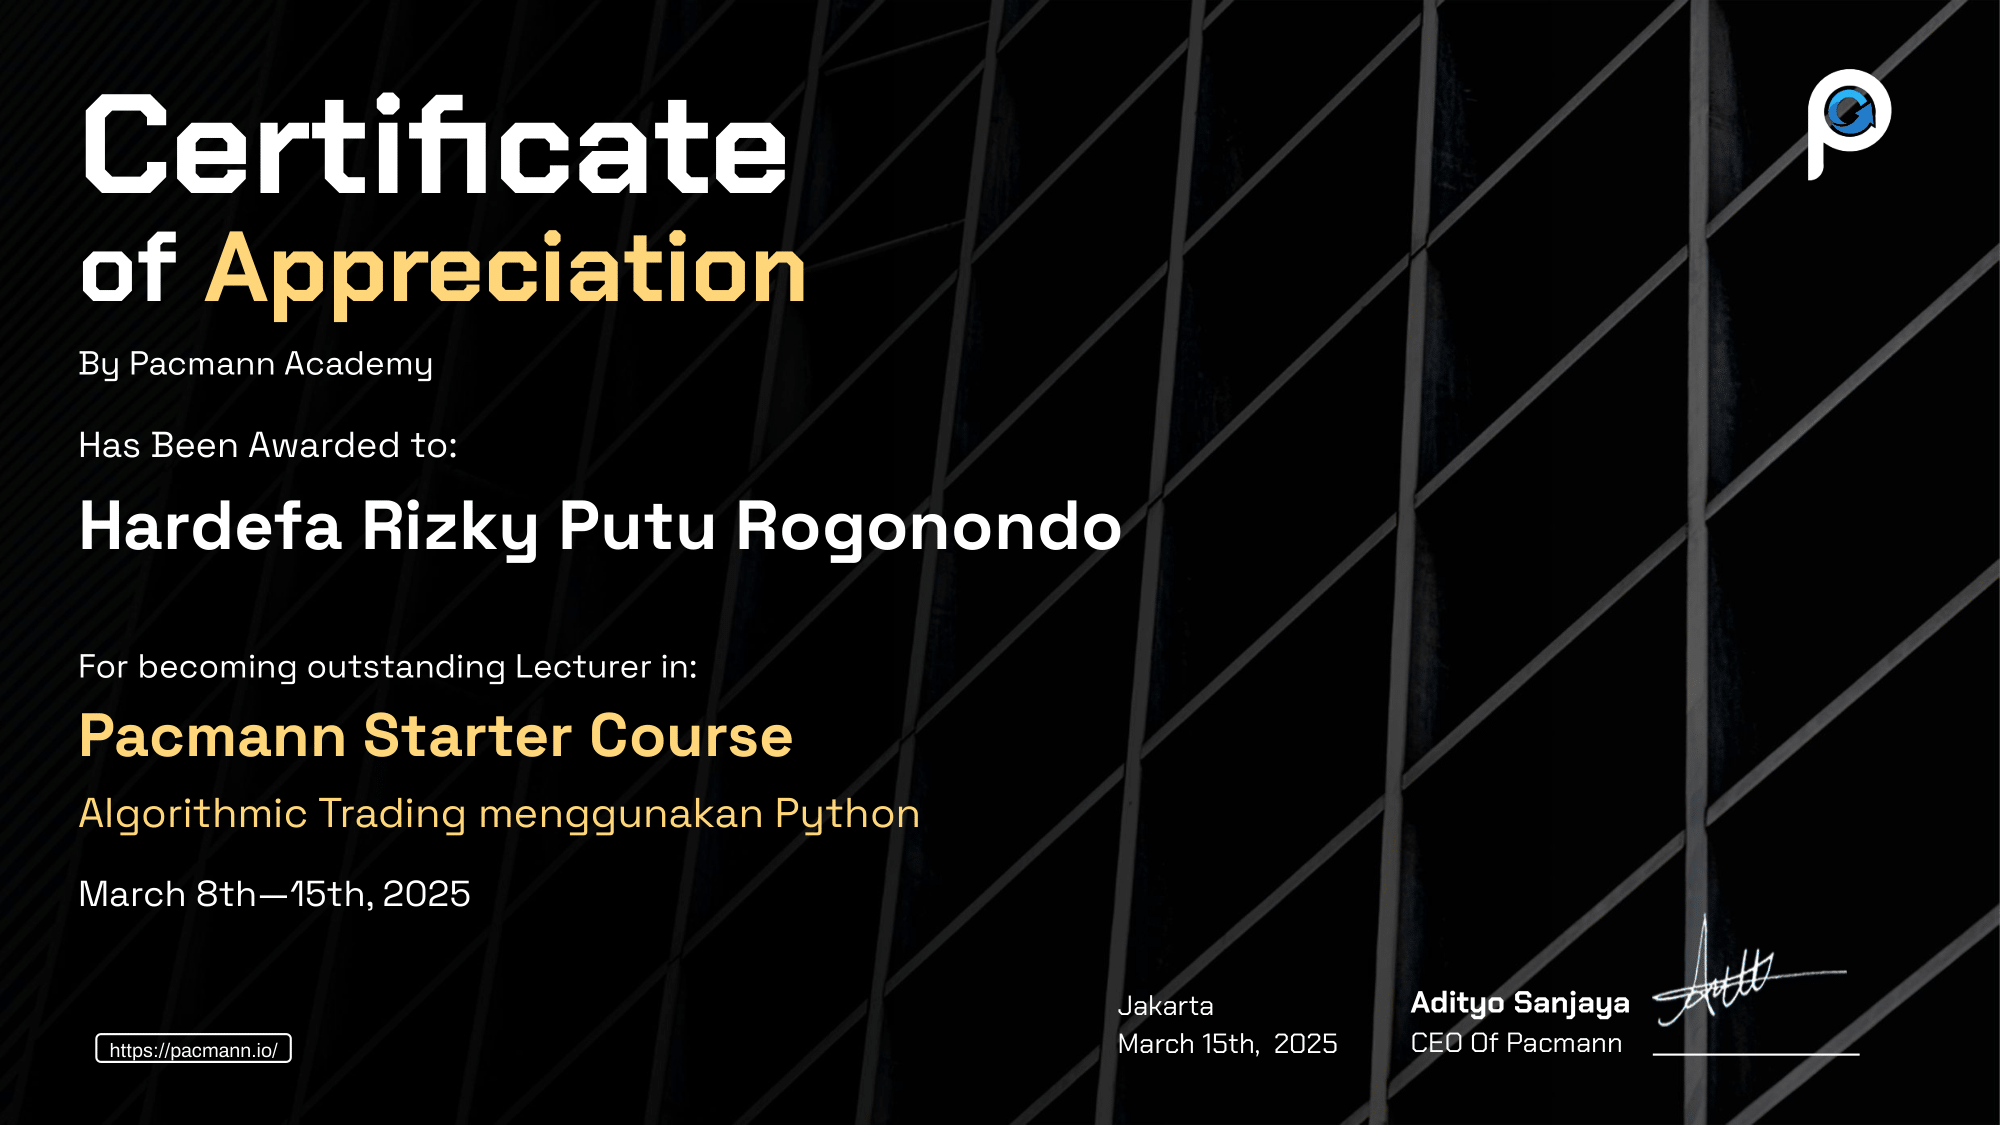 Certificate
of Appreciation
By Pacmann Academy
Has Been Awarded to:
Hardefa Rizky Putu Rogonondo
For becoming outstanding Lecturer in:
Pacmann Starter Course
Algorithmic Trading menggunakan Python
March 8th—15th, 2025
Jakarta
March 15th, 2025
Adityo Sanjaya
CEO Of Pacmann
https://pacmann.io/